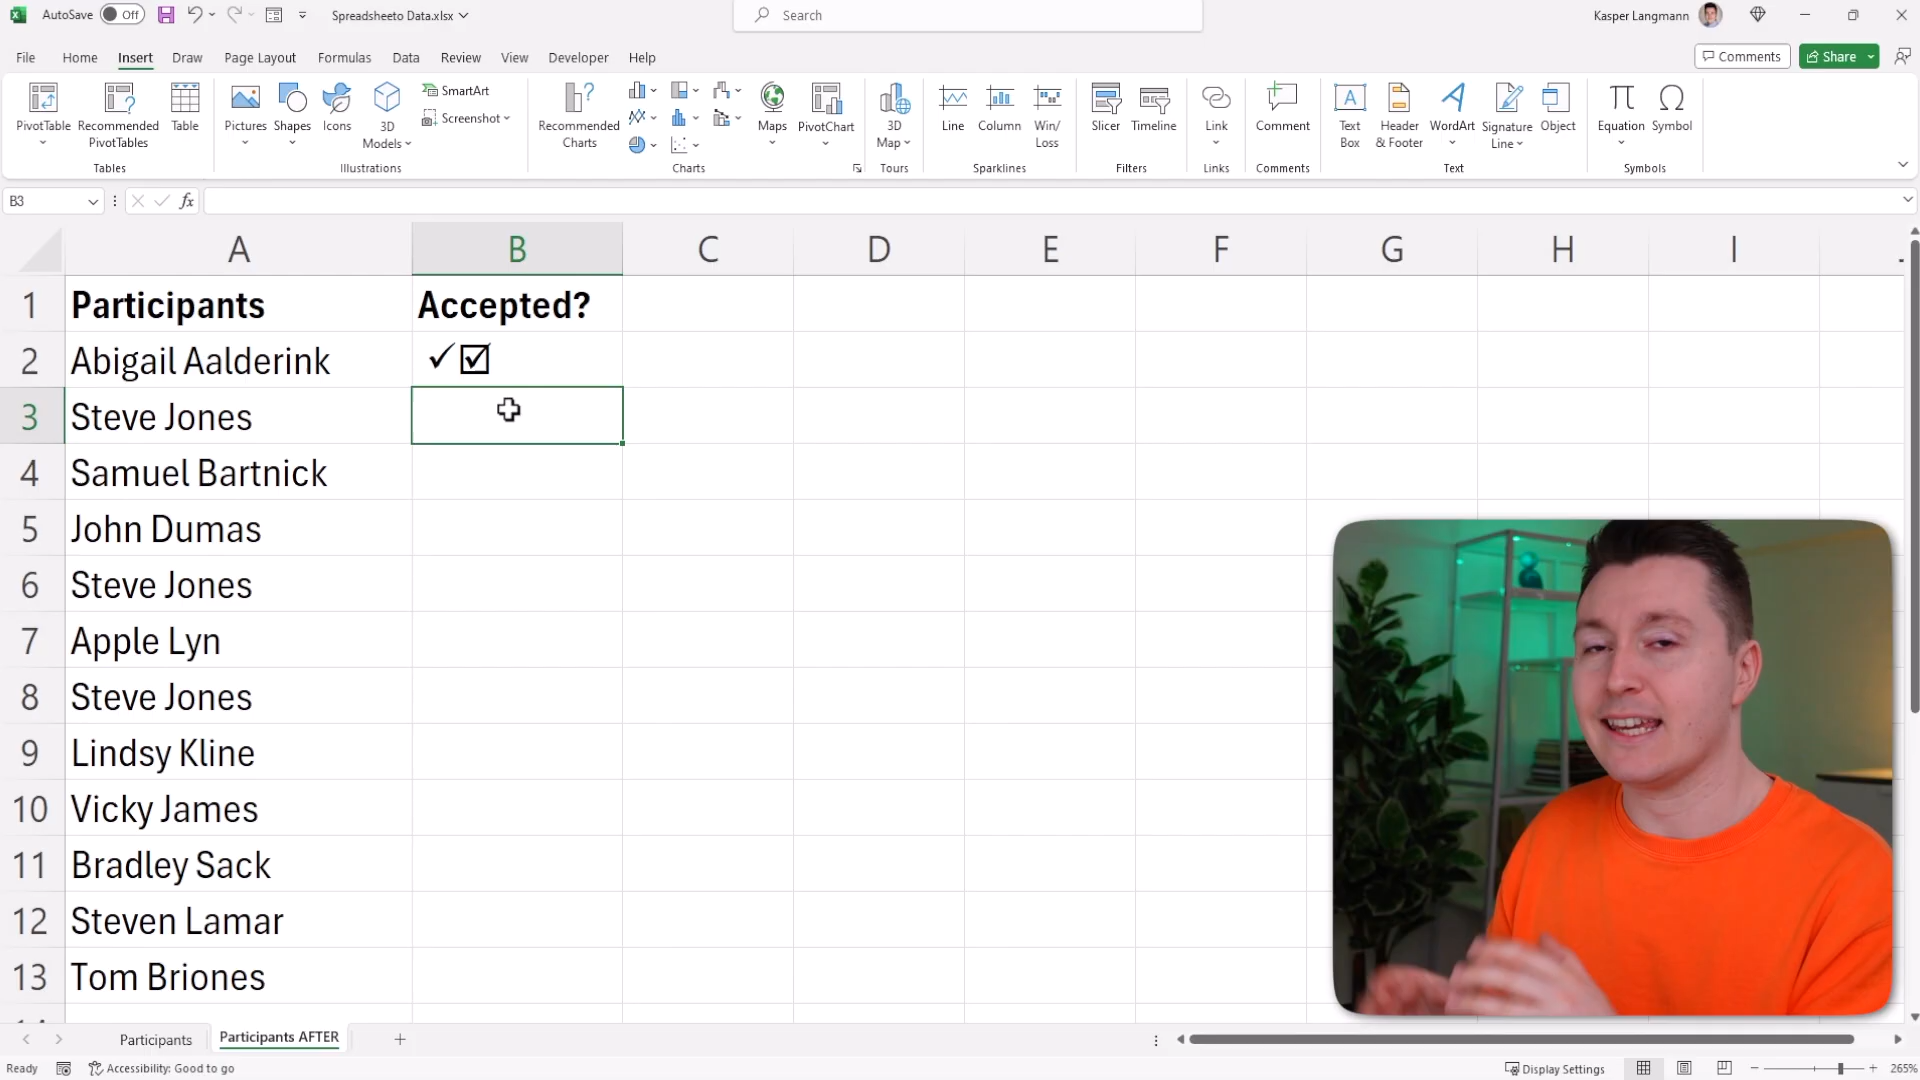 AutoSave Off Spreadsheeto Data.xlsx Search Kasper Langmann
File Home Insert Draw Page Layout Formulas Data Review View Developer Help Comments Share
PivotTable
Recommended PivotTables
Table
Tables
Pictures
Shapes
Icons
3D Models
SmartArt
Screenshot
Illustrations
Recommended Charts
Maps
PivotChart
Charts
3D Map
Tours
Line
Column
Win/Loss
Sparklines
Slicer
Timeline
Filters
Link
Links
Comment
Comments
Text Box
Header & Footer
WordArt
Signature Line
Object
Text
Equation
Symbol
Symbols
B3 fx
A B C D E F G H I
1 Participants Accepted?
2 Abigail Aalderink ✓☑
3 Steve Jones
4 Samuel Bartnick
5 John Dumas
6 Steve Jones
7 Apple Lyn
8 Steve Jones
9 Lindsy Kline
10 Vicky James
11 Bradley Sack
12 Steven Lamar
13 Tom Briones
Participants Participants AFTER
Ready Accessibility: Good to go Display Settings 265%